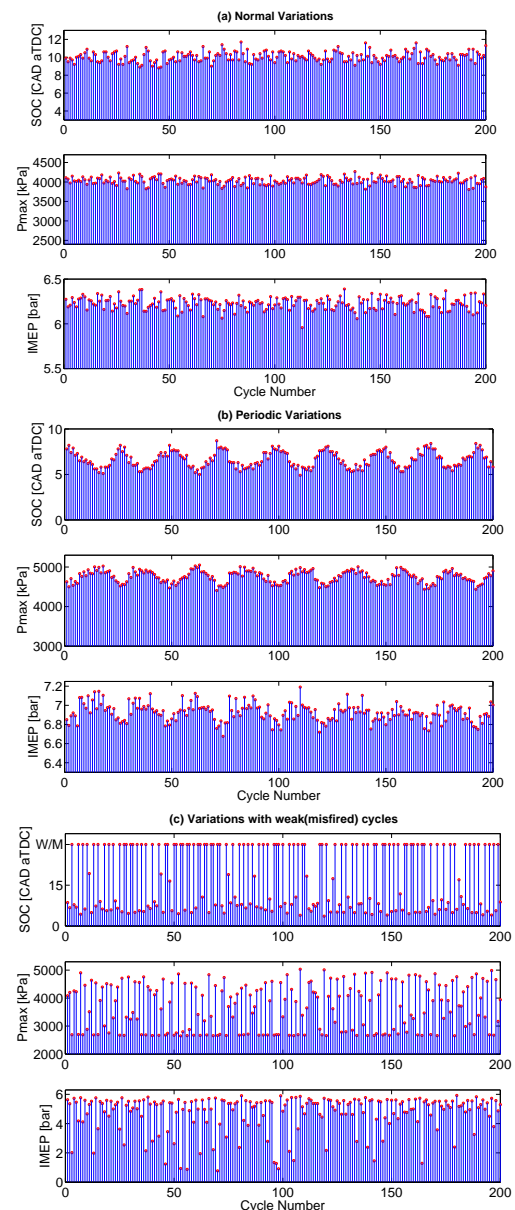 (a) Normal Variations
SOC [CAD aTDC]
12
10
8
6
4
0 50 100 150 200
Pmax [kPa]
4500
4000
3500
3000
2500
0 50 100 150 200
IMEP [bar]
6.5
6
5.5
0 50 100 150 200
Cycle Number
(b) Periodic Variations
SOC [CAD aTDC]
10
5
0
0 50 100 150 200
Pmax [kPa]
5000
4000
3000
0 50 100 150 200
IMEP [bar]
7.2
7
6.8
6.6
6.4
0 50 100 150 200
Cycle Number
(c) Variations with weak(misfired) cycles
SOC [CAD aTDC]
W/M
15
0
0 50 100 150 200
Pmax [kPa]
5000
4000
3000
2000
0 50 100 150 200
IMEP [bar]
6
4
2
0
0 50 100 150 200
Cycle Number